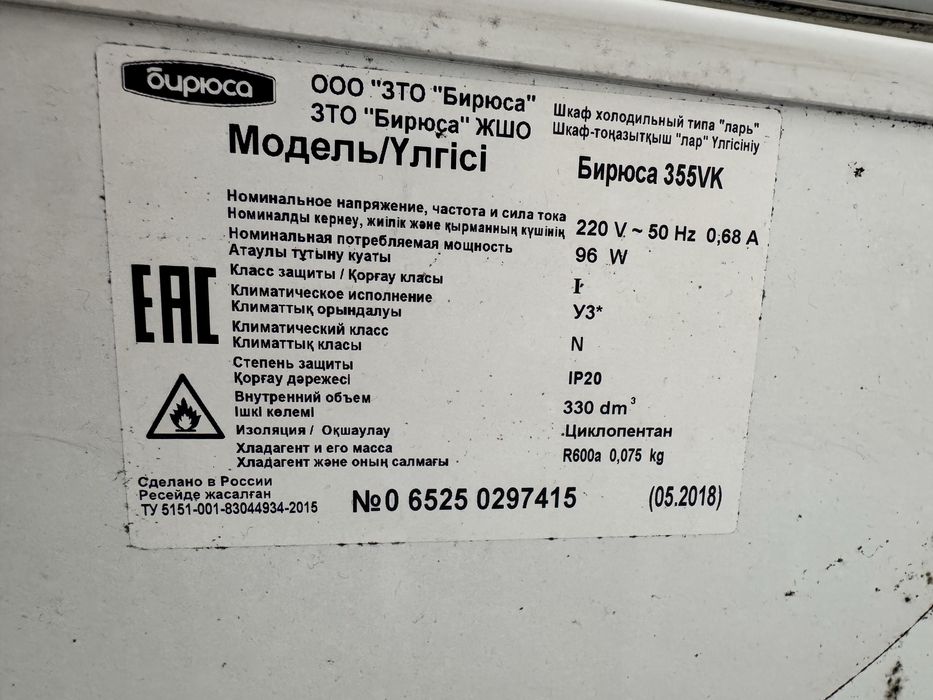 бирюса
ООО "ЗТО "Бирюса"
ЗТО "Бирюса" ЖШО
Шкаф холодильный типа "ларь"
Шкаф-тоңазытқыш "лар" Үлгісініу
Модель/Үлгісі
Бирюса 355VK
Номинальное напряжение, частота и сила тока
Номиналды кернеу, жиілік және қырманның күшінің
220 V ~ 50 Hz 0,68 A
Номинальная потребляемая мощность
Атаулы тұтыну куаты
96 W
Класс защиты / Қорғау класы
I
Климатическое исполнение
Климаттық орындалуы
У3*
Климатический класс
Климаттық класы
N
Степень защиты
Қорғау дәрежесі
IP20
Внутренний объем
Ішкі көлемі
330 dm³
Изоляция / Оқшаулау
Циклопентан
Хладагент и его масса
Хладагент және оның салмағы
R600a 0,075 kg
EAC
Сделано в России
Ресейде жасалған
ТУ 5151-001-83044934-2015
№0 6525 0297415
(05.2018)